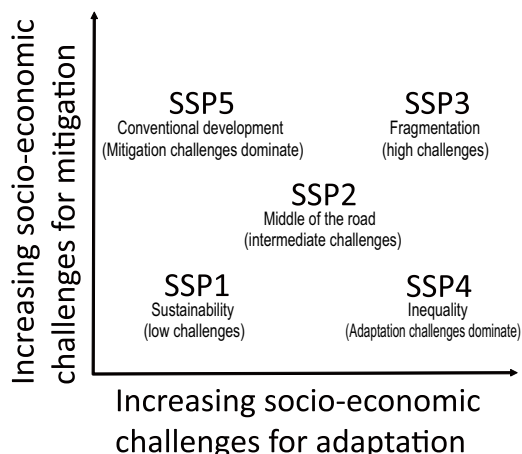 Increasing socio-economic
challenges for mitigation
SSP5
Conventional development
(Mitigation challenges dominate)
SSP3
Fragmentation
(high challenges)
SSP2
Middle of the road
(intermediate challenges)
SSP1
Sustainability
(low challenges)
SSP4
Inequality
(Adaptation challenges dominate)
Increasing socio-economic
challenges for adaptation